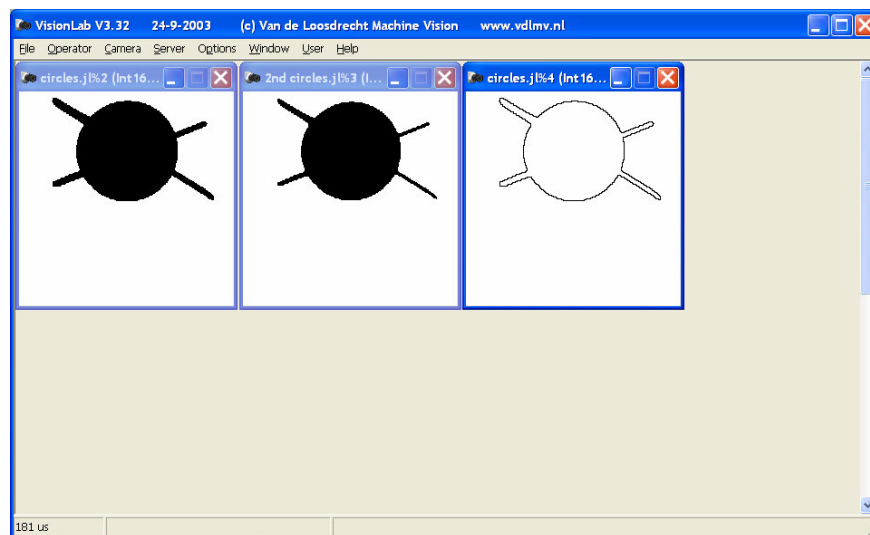 VisionLab V3.32 24-9-2003 (c) Van de Loosdrecht Machine Vision www.vdlmv.nl
File Operator Camera Server Options Window User Help
circles.jl%2 (Int16... 2nd circles.jl%3 (I... circles.jl%4 (Int16...
181 us